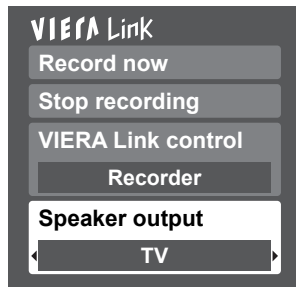 VIERA Link
Record now
Stop recording
VIERA Link control
Recorder
Speaker output
TV